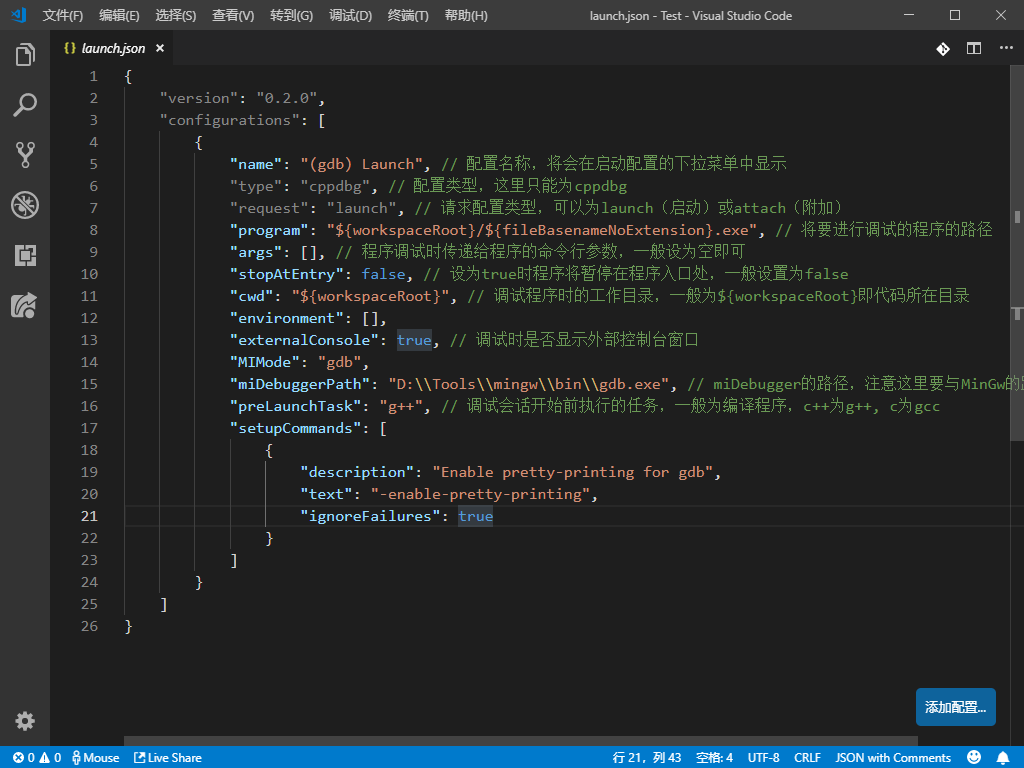 文件(F) 编辑(E) 选择(S) 查看(V) 转到(G) 调试(D) 终端(T) 帮助(H) launch.json - Test - Visual Studio Code
{} launch.json ×
1 {
2 "version": "0.2.0",
3 "configurations": [
4 {
5 "name": "(gdb) Launch", // 配置名称，将会在启动配置的下拉菜单中显示
6 "type": "cppdbg", // 配置类型，这里只能为cppdbg
7 "request": "launch", // 请求配置类型，可以为launch（启动）或attach（附加）
8 "program": "${workspaceRoot}/${fileBasenameNoExtension}.exe", // 将要进行调试的程序的路径
9 "args": [], // 程序调试时传递给程序的命令行参数，一般设为空即可
10 "stopAtEntry": false, // 设为true时程序将暂停在程序入口处，一般设置为false
11 "cwd": "${workspaceRoot}", // 调试程序时的工作目录，一般为${workspaceRoot}即代码所在目录
12 "environment": [],
13 "externalConsole": true, // 调试时是否显示外部控制台窗口
14 "MIMode": "gdb",
15 "miDebuggerPath": "D:\\Tools\\mingw\\bin\\gdb.exe", // miDebugger的路径，注意这里要与MinGw的
16 "preLaunchTask": "g++", // 调试会话开始前执行的任务，一般为编译程序，c++为g++, c为gcc
17 "setupCommands": [
18 {
19 "description": "Enable pretty-printing for gdb",
20 "text": "-enable-pretty-printing",
21 "ignoreFailures": true
22 }
23 ]
24 }
25 ]
26 }
添加配置...
0 0 Mouse Live Share 行 21，列 43 空格: 4 UTF-8 CRLF JSON with Comments